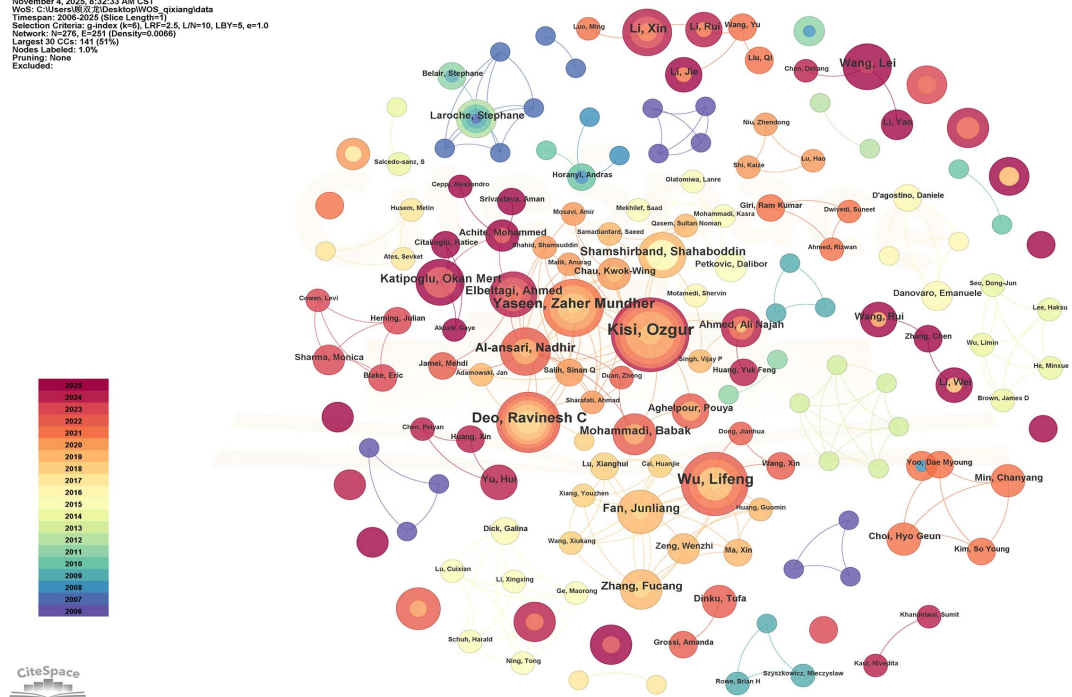 November 4, 2025, 8:32:33 AM CST
WoS: C:\Users\顾双龙\Desktop\WOS_qixiang\data
Timespan: 2006-2025 (Slice Length=1)
Selection Criteria: g-index (k=6), LRF=2.5, L/N=10, LBY=5, e=1.0
Network: N=276, E=251 (Density=0.0066)
Largest 30 CCs: 141 (51%)
Nodes Labeled: 1.0%
Pruning: None
Excluded:
Luo, Ming
Li, Xin
Li, Rui
Wang, Yu
Liu, Qi
Li, Jie
Chen, Deliang
Wang, Lei
Li, Yao
Belair, Stephane
Laroche, Stephane
Salcedo-sanz, S
Horanyi, Andras
Niu, Zhendong
Shi, Kaize
Lu, Hao
Olatomiwa, Lanre
Ceppi, Alessandro
Srivastava, Aman
Husem, Metin
Mosavi, Amir
Mekhilef, Saad
Mohammadi, Kasra
Giri, Ram Kumar
Dwivedi, Suneet
D'agostino, Daniele
Achite, Mohammed
Samadianfard, Saeed
Qasem, Sultan Noman
Citakoglu, Hatice
Shahid, Shamsuddin
Ahmed, Rizwan
Ates, Sevket
Malik, Anurag
Shamshirband, Shahaboddin
Chau, Kwok-Wing
Petkovic, Dalibor
Katipoglu, Okan Mert
Elbeltagi, Ahmed
Motamedi, Shervin
Danovaro, Emanuele
Seo, Dong-Jun
Cowan, Levi
Yaseen, Zaher Mundher
Lee, Haksu
Heming, Julian
Akturk, Gaye
Kisi, Ozgur
Ahmed, Ali Najah
Wang, Rui
Zhang, Chen
Wu, Limin
Sharma, Monica
Al-ansari, Nadhir
Singh, Vijay P
He, Minxue
Blake, Eric
Jamei, Mehdi
Adamowski, Jan
Salih, Sinan Q
Duan, Zheng
Huang, Yuk Feng
Li, Wei
Brown, James D
Sharafati, Ahmad
Aghelpour, Pouya
Deo, Ravinesh C
Mohammadi, Babak
Chen, Peiyan
Huang, Xin
Dong, Jianhua
Lu, Xianghui
Cai, Huanjie
Wang, Xin
Yoo, Dae Myoung
Min, Chanyang
Yu, Hui
Wu, Lifeng
Xiang, Youzhen
Fan, Junliang
Huang, Guomin
Dick, Galina
Wang, Xiukang
Zeng, Wenzhi
Ma, Xin
Choi, Hyo Geun
Kim, So Young
Lu, Cuixian
Li, Xingxing
Ge, Maorong
Zhang, Fucang
Dinku, Tufa
Schuh, Harald
Grossi, Amanda
Khandelwal, Sumit
Ning, Tong
Kaul, Nivedita
Rowe, Brian H
Szyszkowicz, Mieczyslaw
2025
2024
2023
2022
2021
2020
2019
2018
2017
2016
2015
2014
2013
2012
2011
2010
2009
2008
2007
2006
CiteSpace